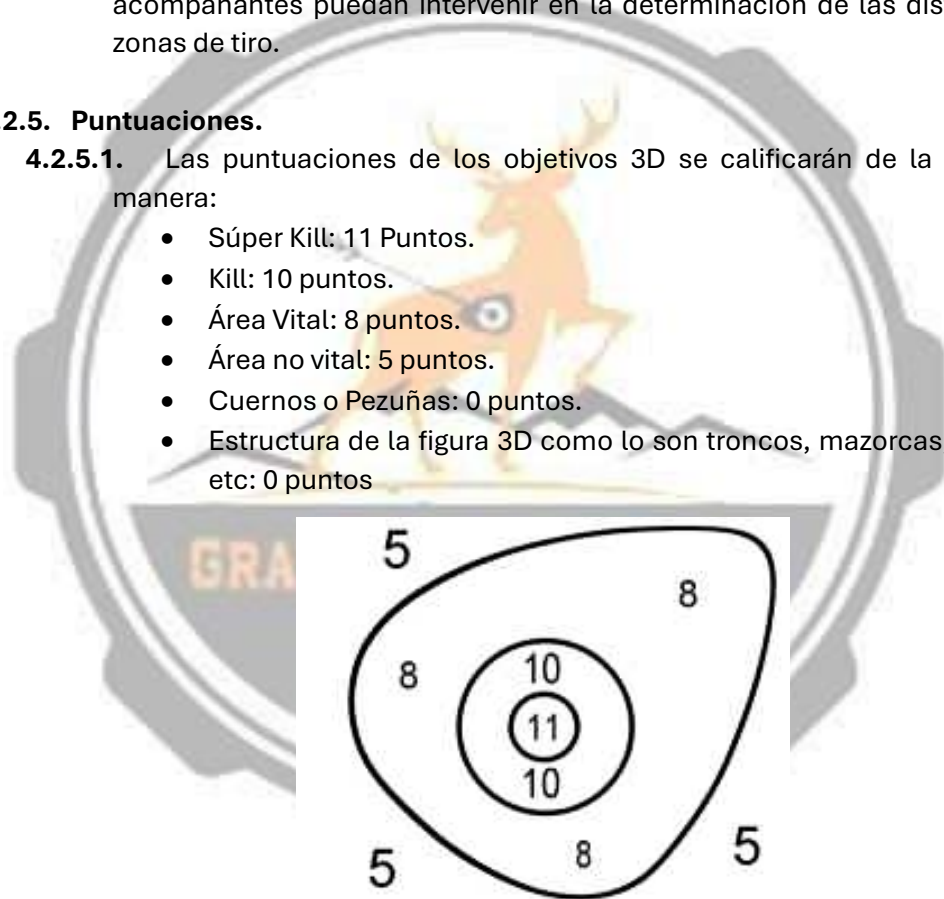 acompañantes puedan intervenir en la determinación de las dis
zonas de tiro.
.2.5. Puntuaciones.
4.2.5.1. Las puntuaciones de los objetivos 3D se calificarán de la
manera:
• Súper Kill: 11 Puntos.
• Kill: 10 puntos.
• Área Vital: 8 puntos.
• Área no vital: 5 puntos.
• Cuernos o Pezuñas: 0 puntos.
• Estructura de la figura 3D como lo son troncos, mazorcas
etc: 0 puntos
GRA
5
8
8
10
11
10
8
5
5